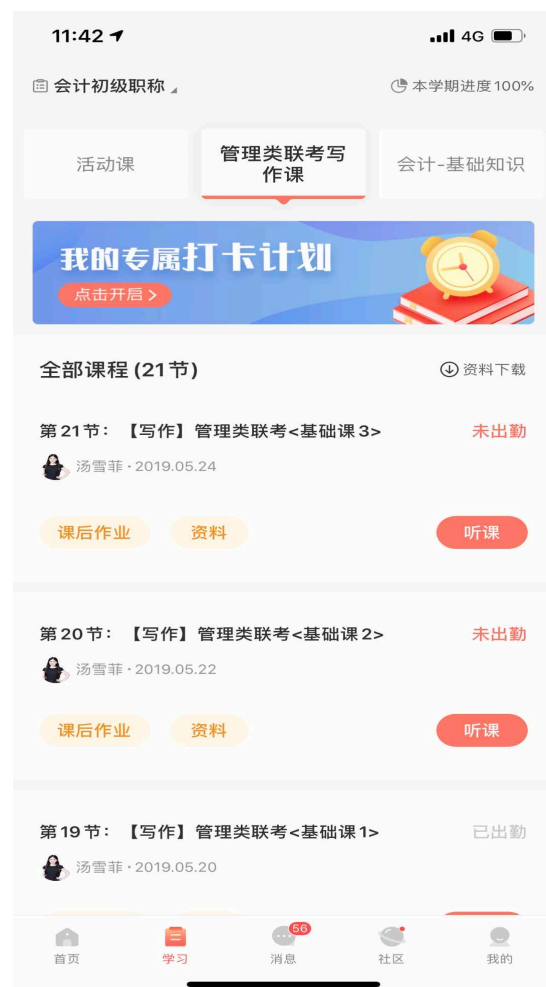 11:42
4G
会计初级职称
本学期进度100%
活动课
管理类联考写
作课
会计-基础知识
我的专属打卡计划
点击开启 >
全部课程 (21节)
资料下载
第21节：【写作】管理类联考<基础课3>
未出勤
汤雪菲 · 2019.05.24
课后作业
资料
听课
第20节：【写作】管理类联考<基础课2>
未出勤
汤雪菲 · 2019.05.22
课后作业
资料
听课
第19节：【写作】管理类联考<基础课1>
已出勤
汤雪菲 · 2019.05.20
56
首页
学习
消息
社区
我的